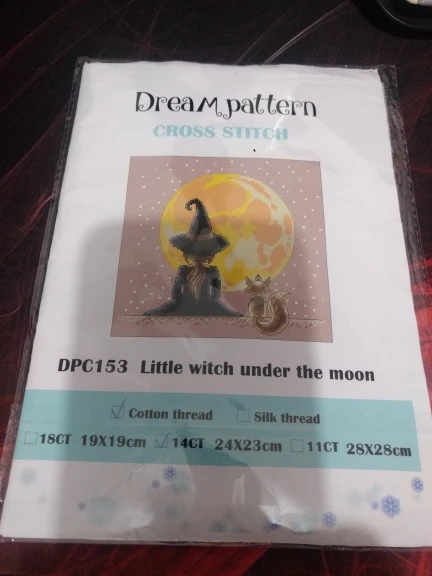 Dream pattern
CROSS STITCH
DPC153 Little witch under the moon
Cotton thread Silk thread
18CT 19X19cm 14CT 24X23cm 11CT 28X28cm